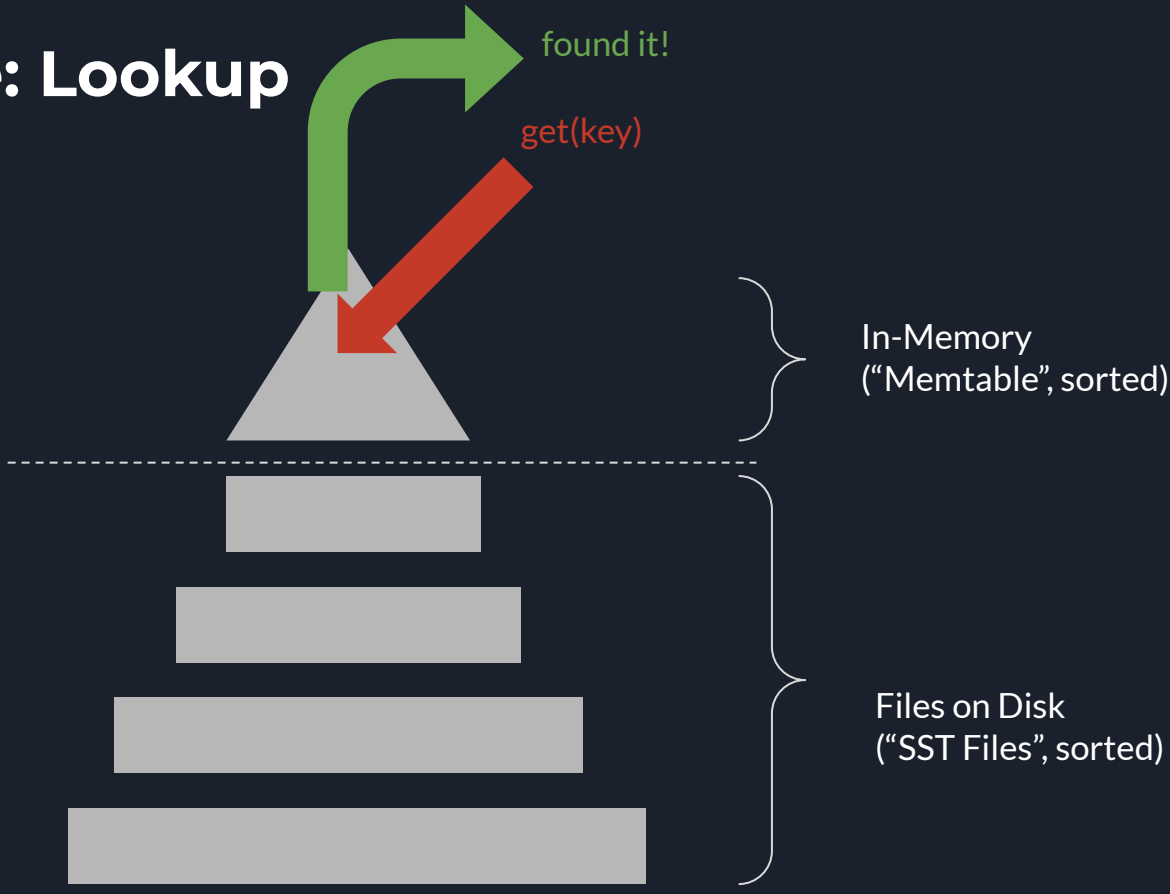 e: Lookup
found it!
get(key)
In-Memory
(“Memtable”, sorted)
Files on Disk
(“SST Files”, sorted)